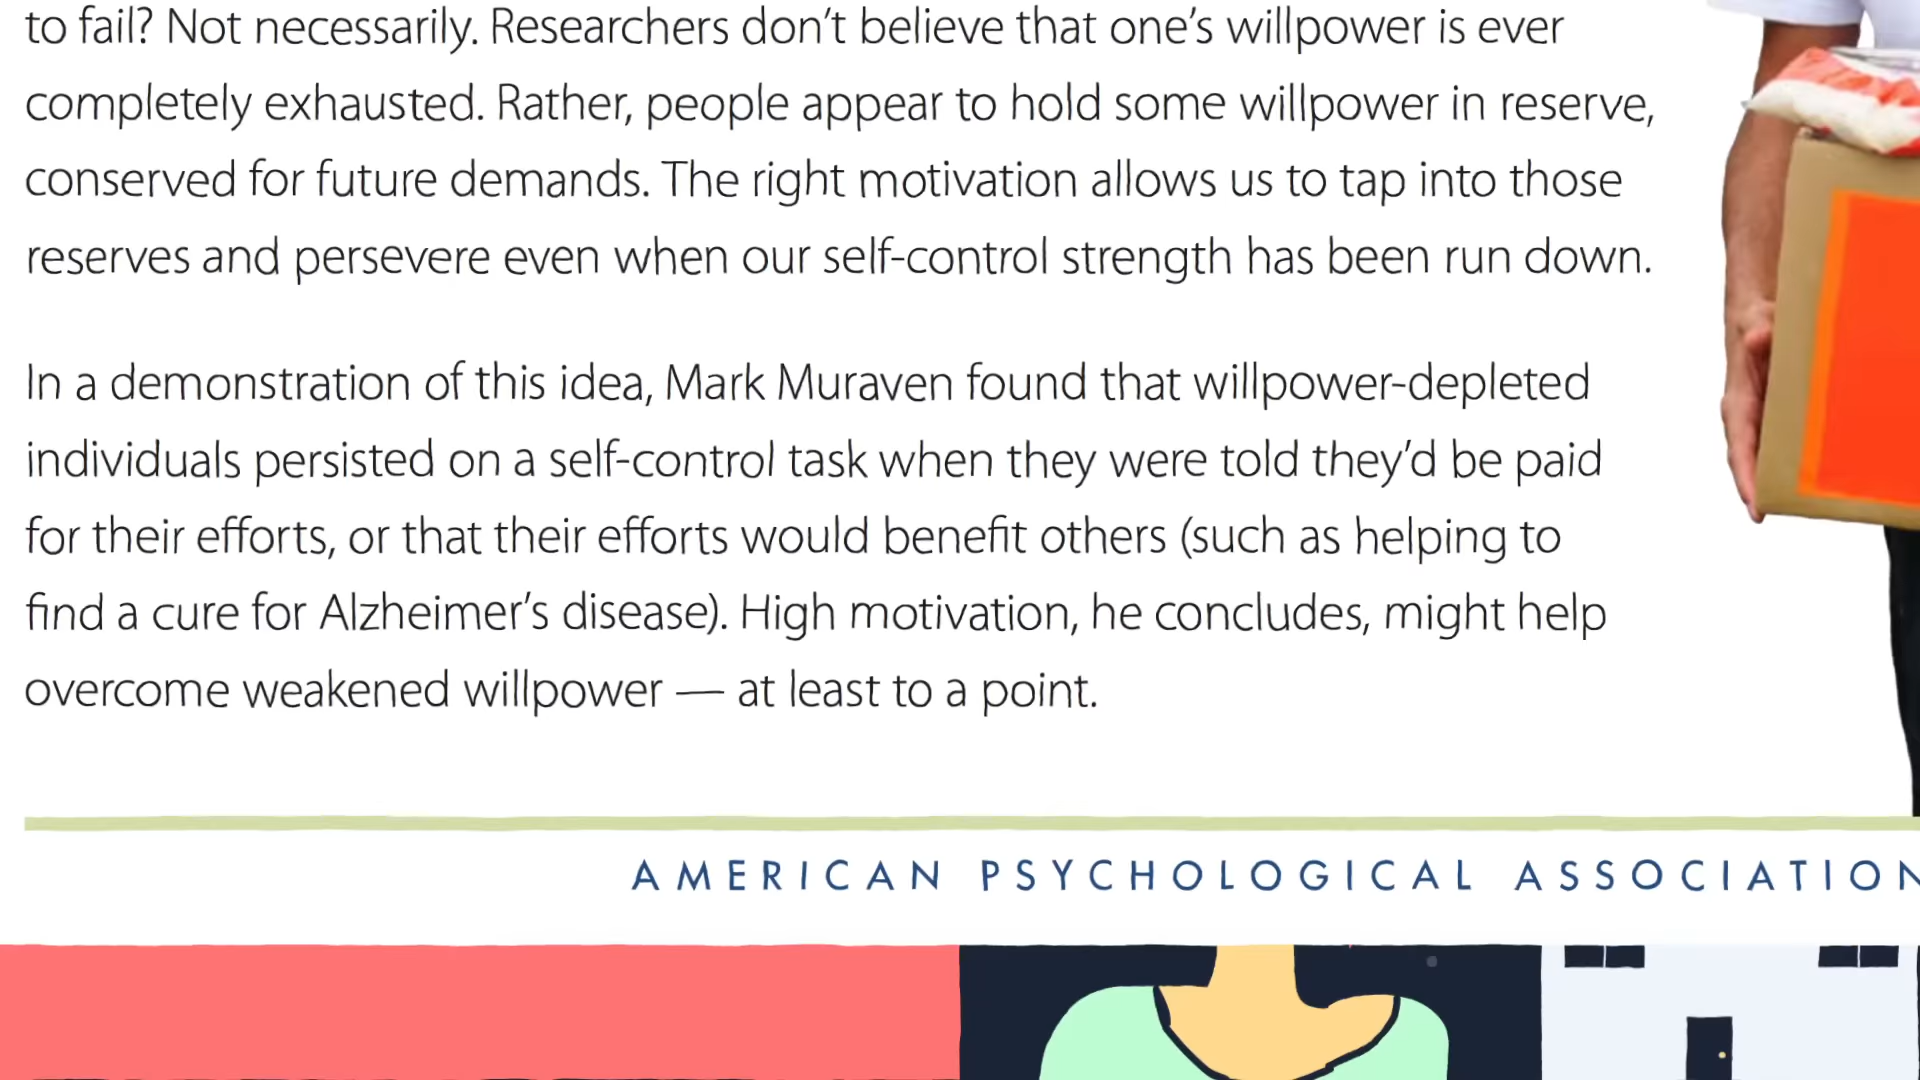 to fail? Not necessarily. Researchers don’t believe that one’s willpower is ever
completely exhausted. Rather, people appear to hold some willpower in reserve,
conserved for future demands. The right motivation allows us to tap into those
reserves and persevere even when our self-control strength has been run down.
In a demonstration of this idea, Mark Muraven found that willpower-depleted
individuals persisted on a self-control task when they were told they’d be paid
for their efforts, or that their efforts would benefit others (such as helping to
find a cure for Alzheimer’s disease). High motivation, he concludes, might help
overcome weakened willpower — at least to a point.
AMERICAN PSYCHOLOGICAL ASSOCIATION